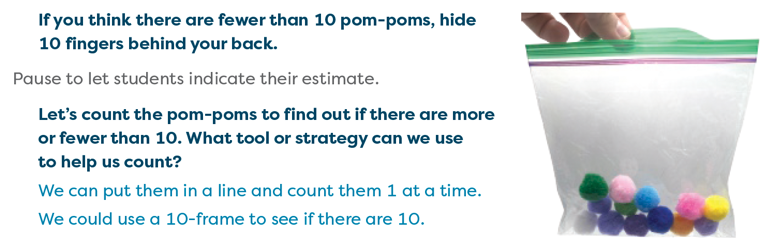 If you think there are fewer than 10 pom-poms, hide
10 fingers behind your back.
Pause to let students indicate their estimate.
Let’s count the pom-poms to find out if there are more
or fewer than 10. What tool or strategy can we use
to help us count?
We can put them in a line and count them 1 at a time.
We could use a 10-frame to see if there are 10.